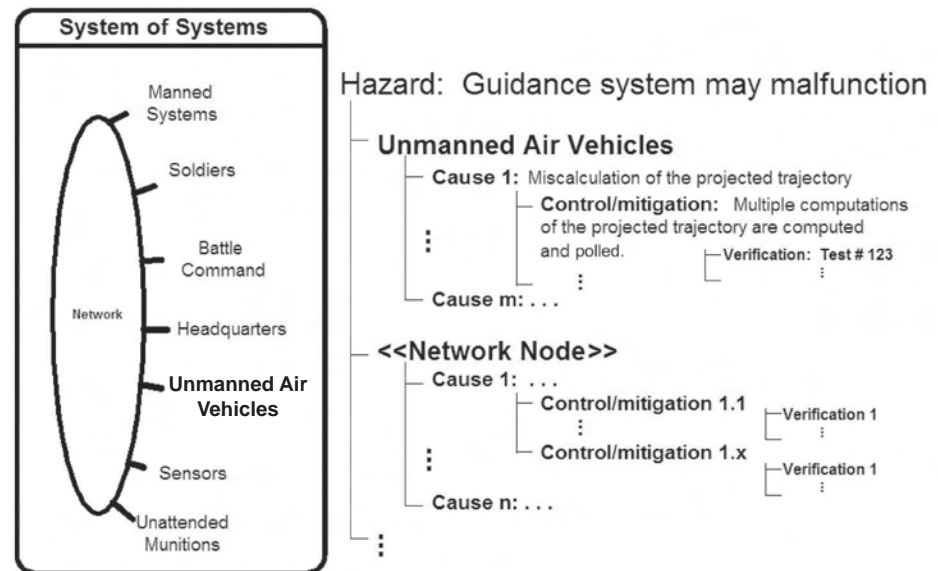 System of Systems
Manned
Systems
Soldiers
Battle
Command
Network
Headquarters
Unmanned Air
Vehicles
Sensors
Unattended
Munitions
Hazard: Guidance system may malfunction
Unmanned Air Vehicles
Cause 1: Miscalculation of the projected trajectory
Control/mitigation: Multiple computations
of the projected trajectory are computed
and polled.
Verification: Test # 123
Cause m: . . .
<<Network Node>>
Cause 1: . . .
Control/mitigation 1.1
Verification 1
Control/mitigation 1.x
Verification 1
Cause n: . . .